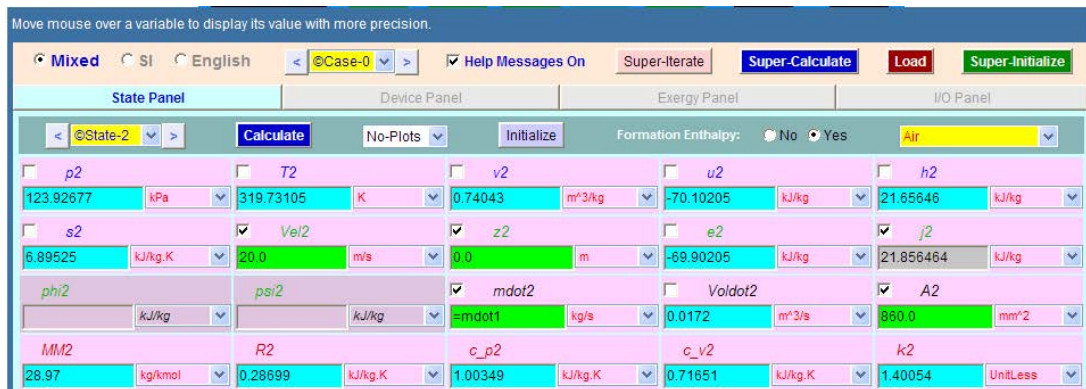 Move mouse over a variable to display its value with more precision.
Mixed SI English < ©Case-0 > Help Messages On Super-Iterate Super-Calculate Load Super-Initialize
State Panel Device Panel Exergy Panel I/O Panel
< ©State-2 > Calculate No-Plots Initialize Formation Enthalpy: No Yes Air
p2 T2 v2 u2 h2
123.92677 kPa 319.73105 K 0.74043 m^3/kg -70.10205 kJ/kg 21.65646 kJ/kg
s2 Vel2 z2 e2 j2
6.89525 kJ/kg.K 20.0 m/s 0.0 m -69.90205 kJ/kg 21.856464 kJ/kg
phi2 psi2 mdot2 Voldot2 A2
kJ/kg kJ/kg =mdot1 kg/s 0.0172 m^3/s 860.0 mm^2
MM2 R2 c_p2 c_v2 k2
28.97 kg/kmol 0.28699 kJ/kg.K 1.00349 kJ/kg.K 0.71651 kJ/kg.K 1.40054 UnitLess